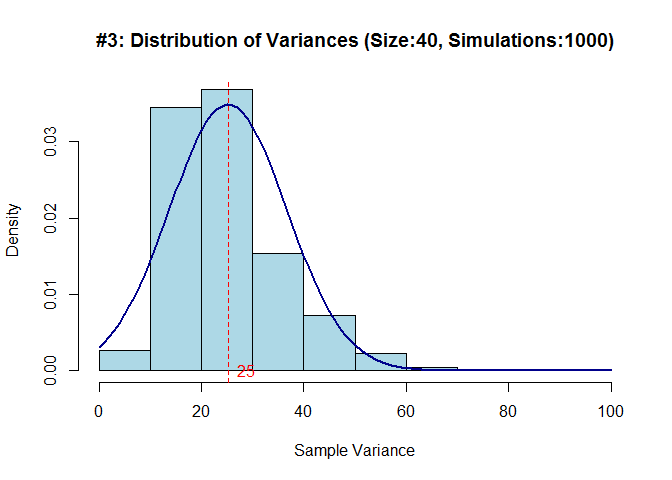 #3: Distribution of Variances (Size:40, Simulations:1000)
Density
0.03
0.02
0.01
0.00
25
0 20 40 60 80 100
Sample Variance